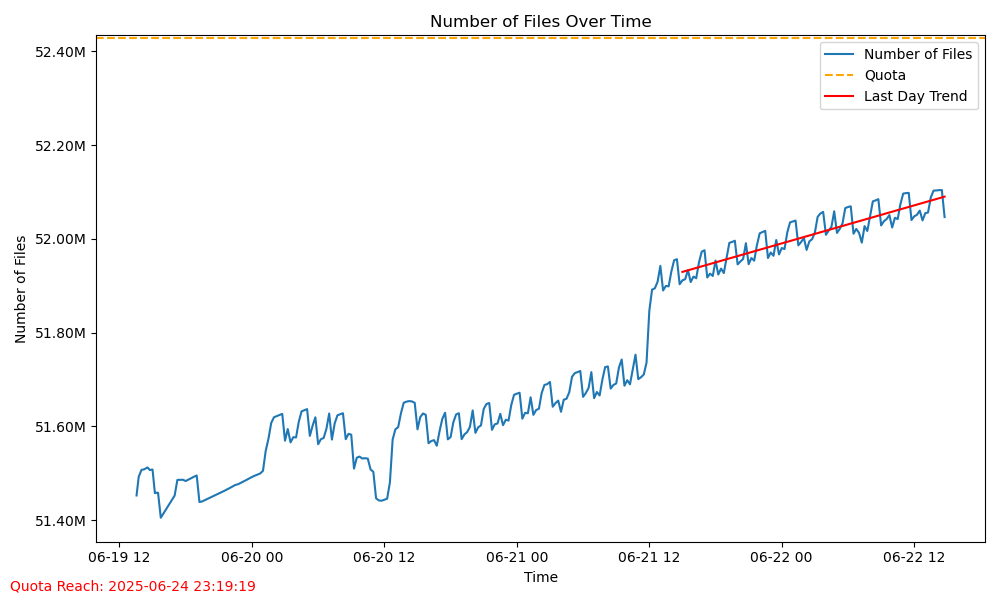 Number of Files Over Time
52.40M
52.20M
52.00M
51.80M
51.60M
51.40M
Number of Files
Number of Files
Quota
Last Day Trend
06-19 12
06-20 00
06-20 12
06-21 00
06-21 12
06-22 00
06-22 12
Time
Quota Reach: 2025-06-24 23:19:19